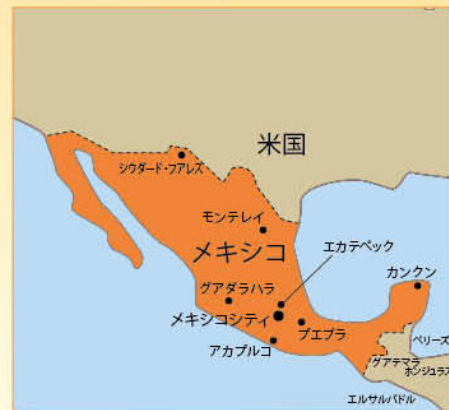 米国
シウダード・フアレズ
モンテレイ
メキシコ
エカテペック
カンクン
グアダラハラ
メキシコシティ
プエブラ
アカプルコ
ベリーズ
グアテマラ
ホンジュラス
エルサルバドル